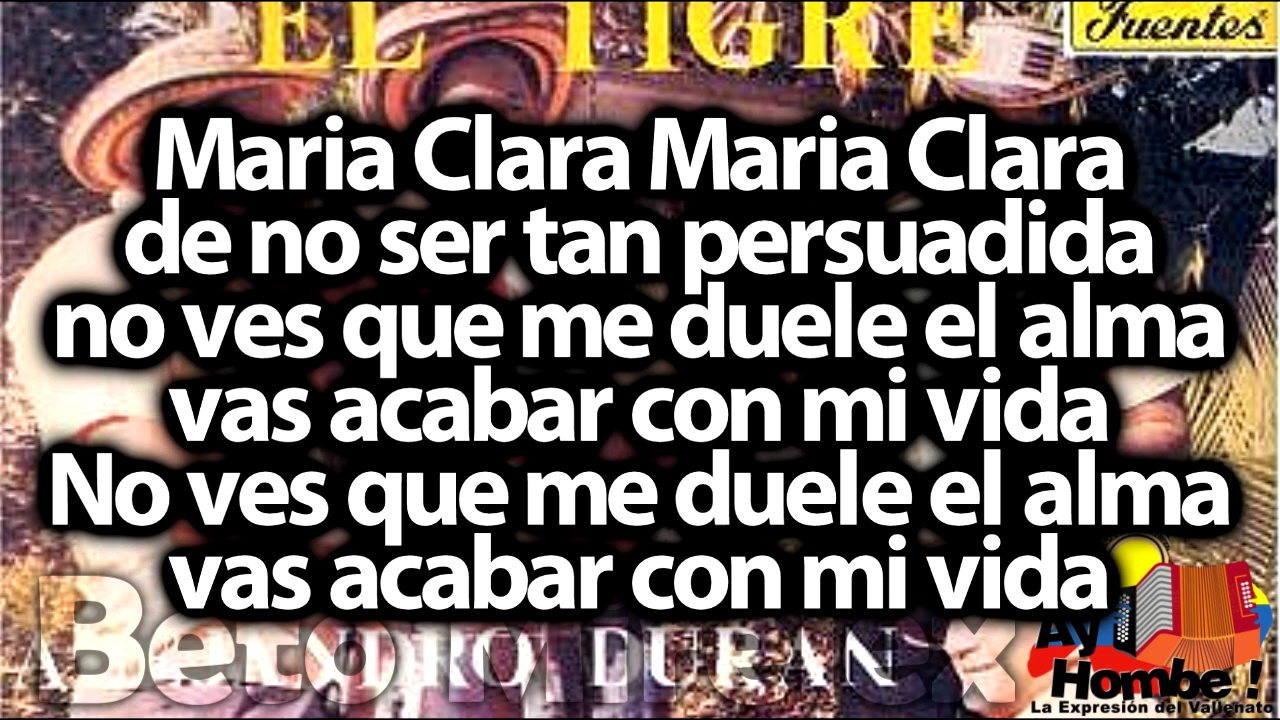 EL TIGRE
Fuentes
Maria Clara Maria Clara
de no ser tan persuadida
no ves que me duele el alma
vas acabar con mi vida
No ves que me duele el alma
vas acabar con mi vida
DURAN
Ay
Hombe !
La Expresión del Vallenato